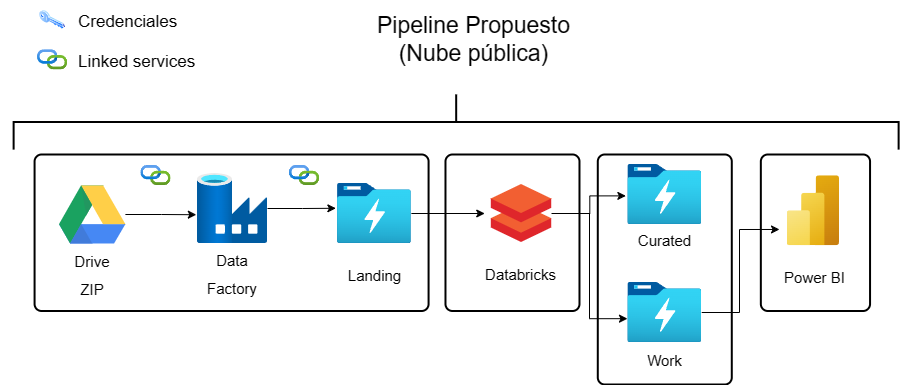 Credenciales
Linked services
Pipeline Propuesto
(Nube pública)
Drive
ZIP
Data
Factory
Landing
Databricks
Curated
Work
Power BI